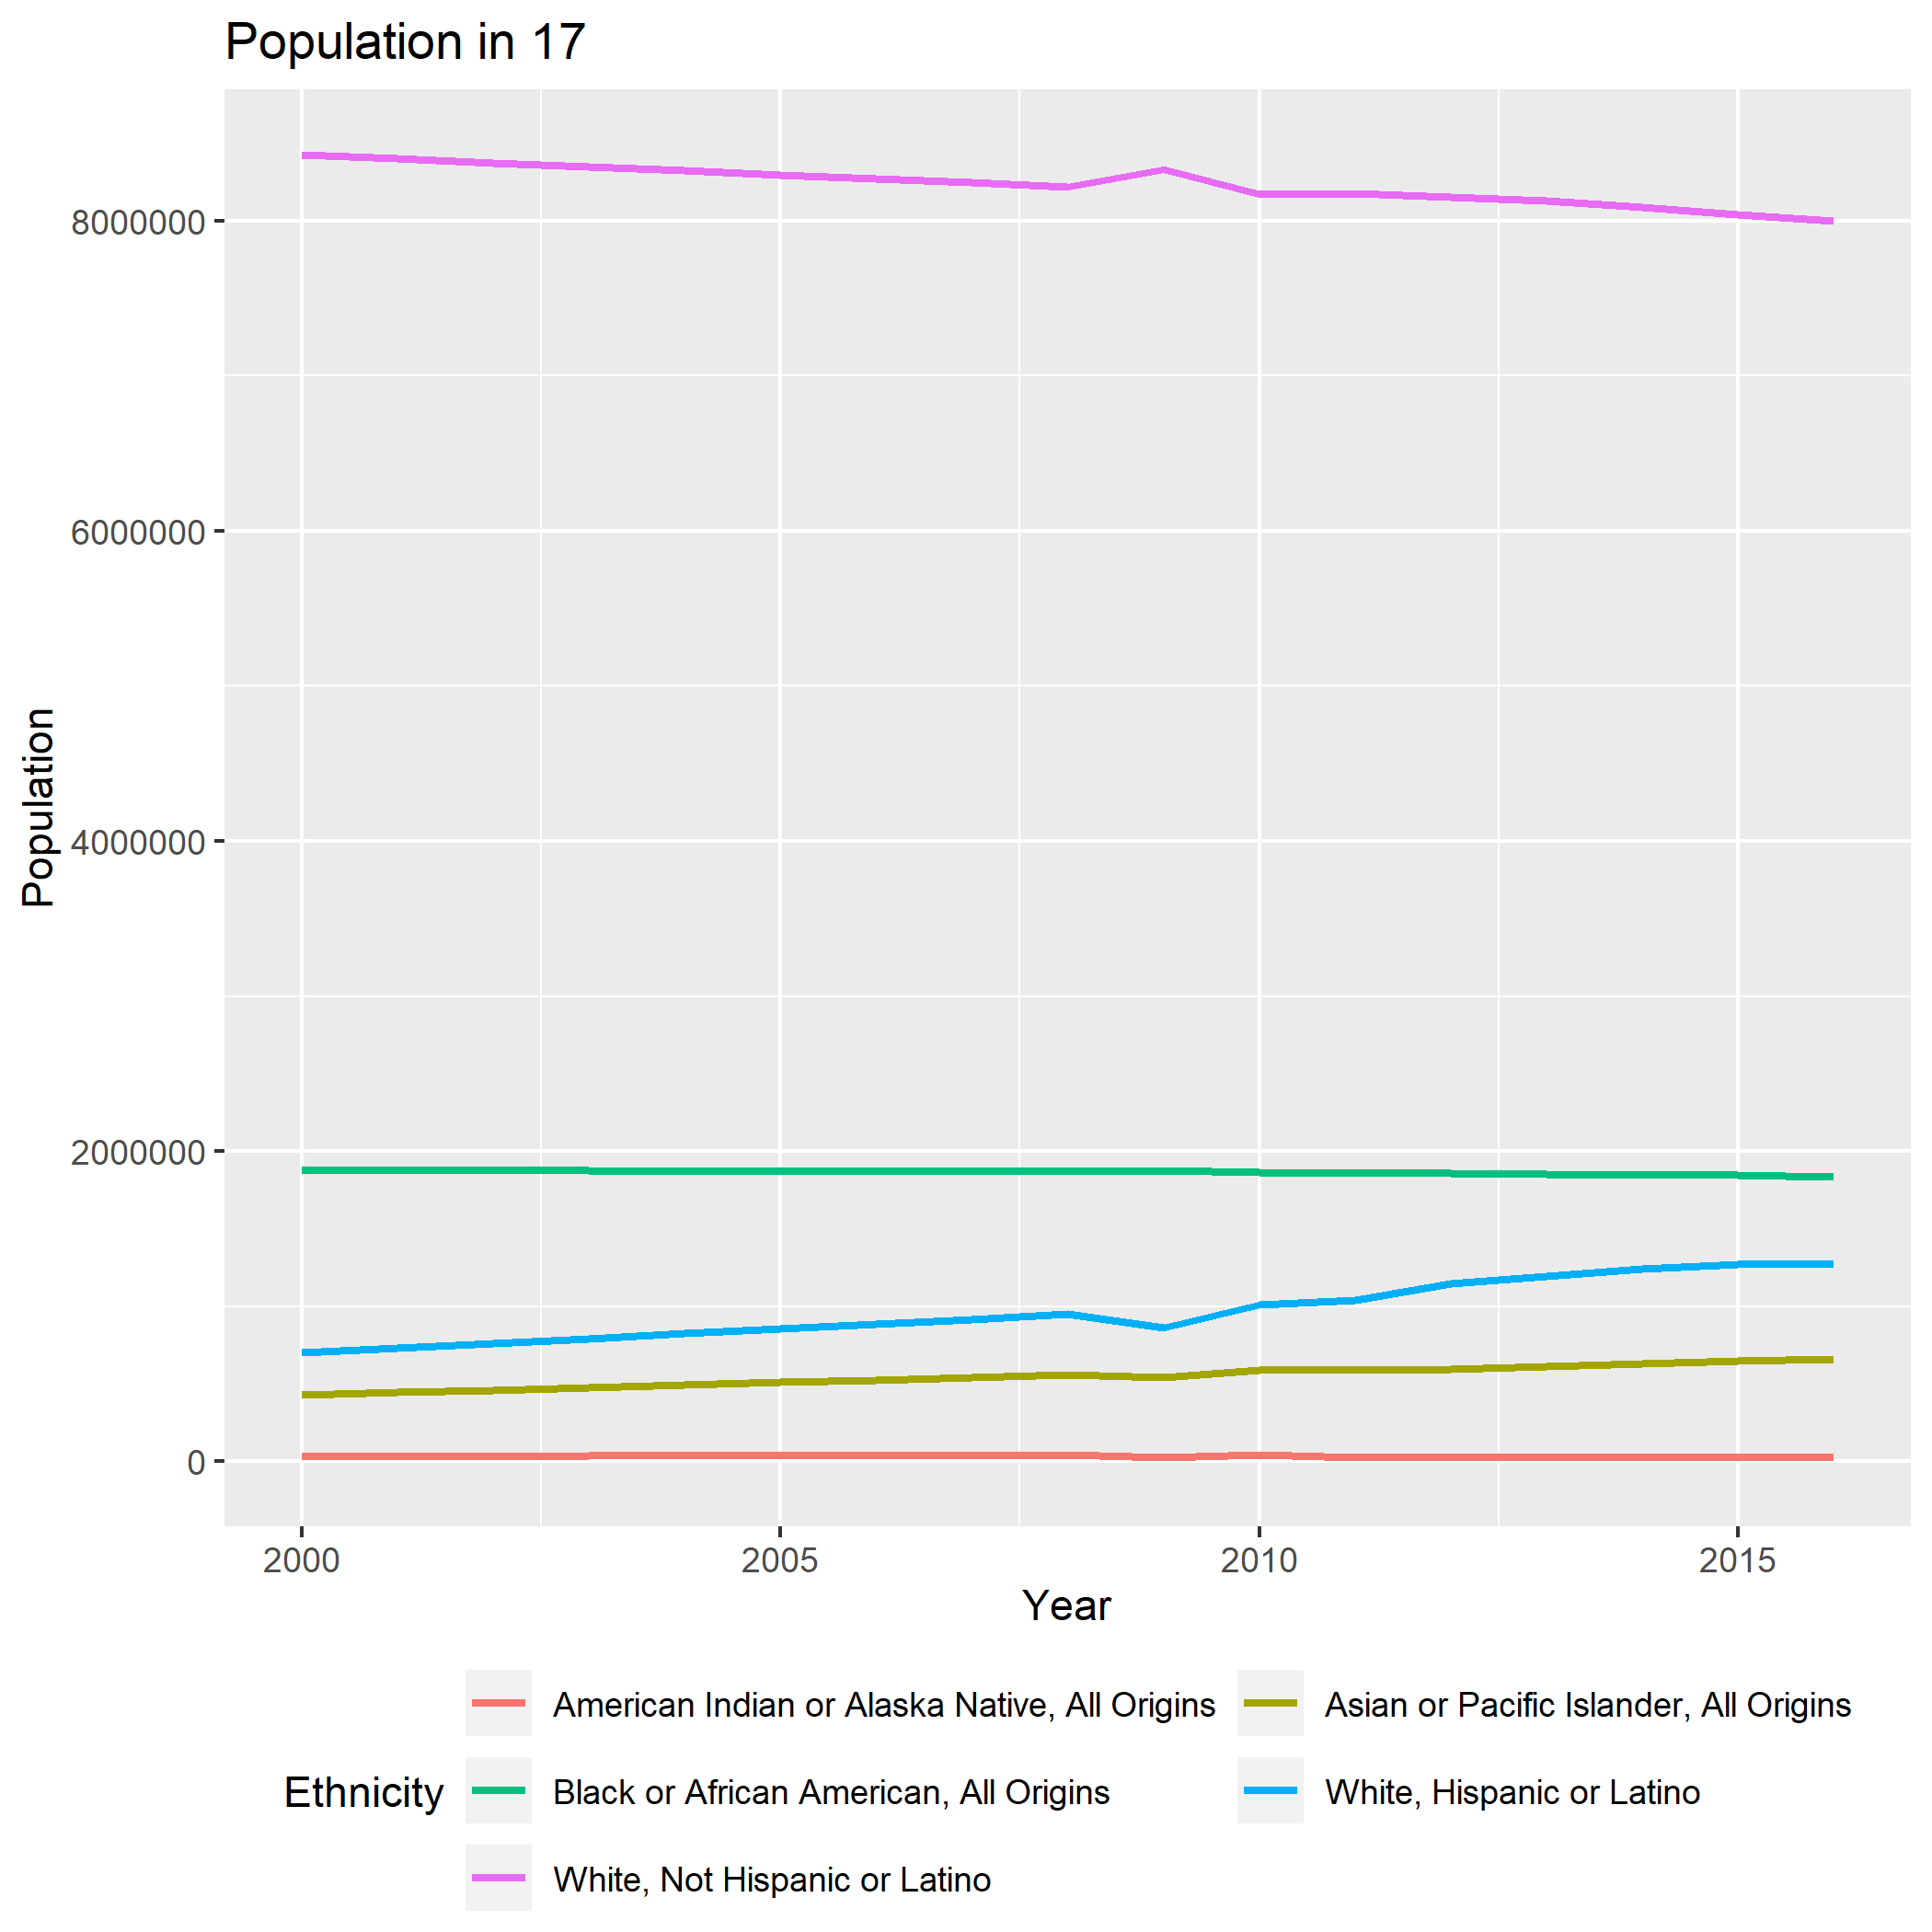 Population in 17
8000000
6000000
4000000
2000000
0
Population
2000 2005 2010 2015
Year
Ethnicity
American Indian or Alaska Native, All Origins
Asian or Pacific Islander, All Origins
Black or African American, All Origins
White, Hispanic or Latino
White, Not Hispanic or Latino